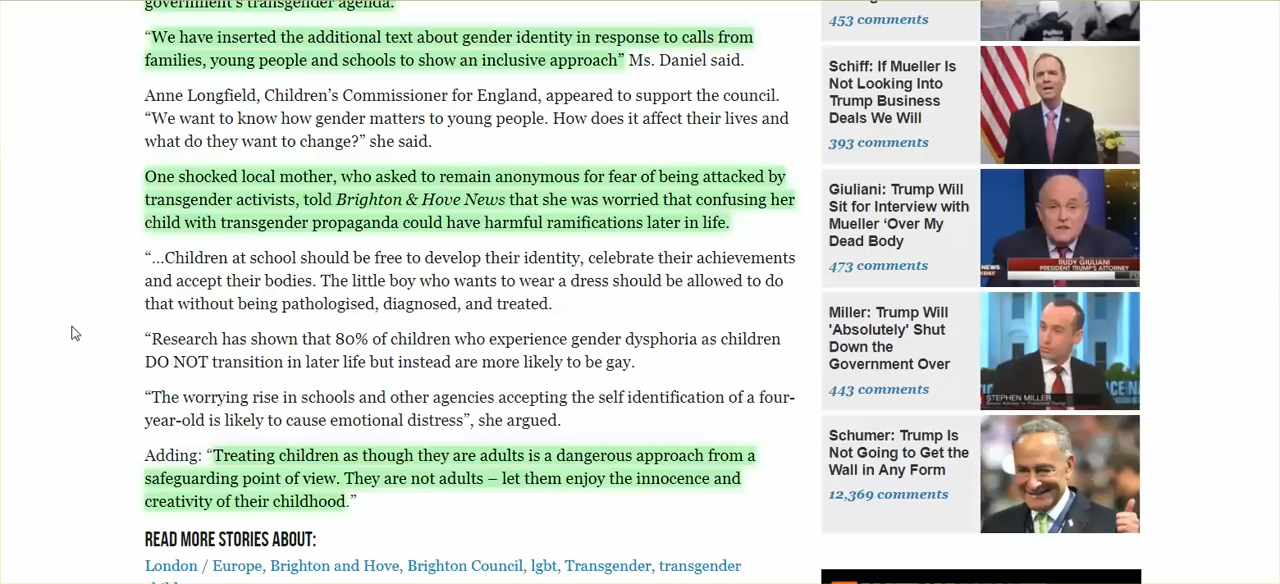 government's transgender agenda.
“We have inserted the additional text about gender identity in response to calls from
families, young people and schools to show an inclusive approach” Ms. Daniel said.
Anne Longfield, Children’s Commissioner for England, appeared to support the council.
“We want to know how gender matters to young people. How does it affect their lives and
what do they want to change?” she said.
One shocked local mother, who asked to remain anonymous for fear of being attacked by
transgender activists, told Brighton & Hove News that she was worried that confusing her
child with transgender propaganda could have harmful ramifications later in life.
“…Children at school should be free to develop their identity, celebrate their achievements
and accept their bodies. The little boy who wants to wear a dress should be allowed to do
that without being pathologised, diagnosed, and treated.
“Research has shown that 80% of children who experience gender dysphoria as children
DO NOT transition in later life but instead are more likely to be gay.
“The worrying rise in schools and other agencies accepting the self identification of a four-
year-old is likely to cause emotional distress”, she argued.
Adding: “Treating children as though they are adults is a dangerous approach from a
safeguarding point of view. They are not adults – let them enjoy the innocence and
creativity of their childhood.”
READ MORE STORIES ABOUT:
London / Europe, Brighton and Hove, Brighton Council, lgbt, Transgender, transgender
453 comments
Schiff: If Mueller Is
Not Looking Into
Trump Business
Deals We Will
393 comments
Giuliani: Trump Will
Sit for Interview with
Mueller ‘Over My
Dead Body
473 comments
RUDY GIULIANI
PRESIDENT TRUMP'S ATTORNEY
NEWS
Miller: Trump Will
'Absolutely' Shut
Down the
Government Over
443 comments
STEPHEN MILLER
Schumer: Trump Is
Not Going to Get the
Wall in Any Form
12,369 comments